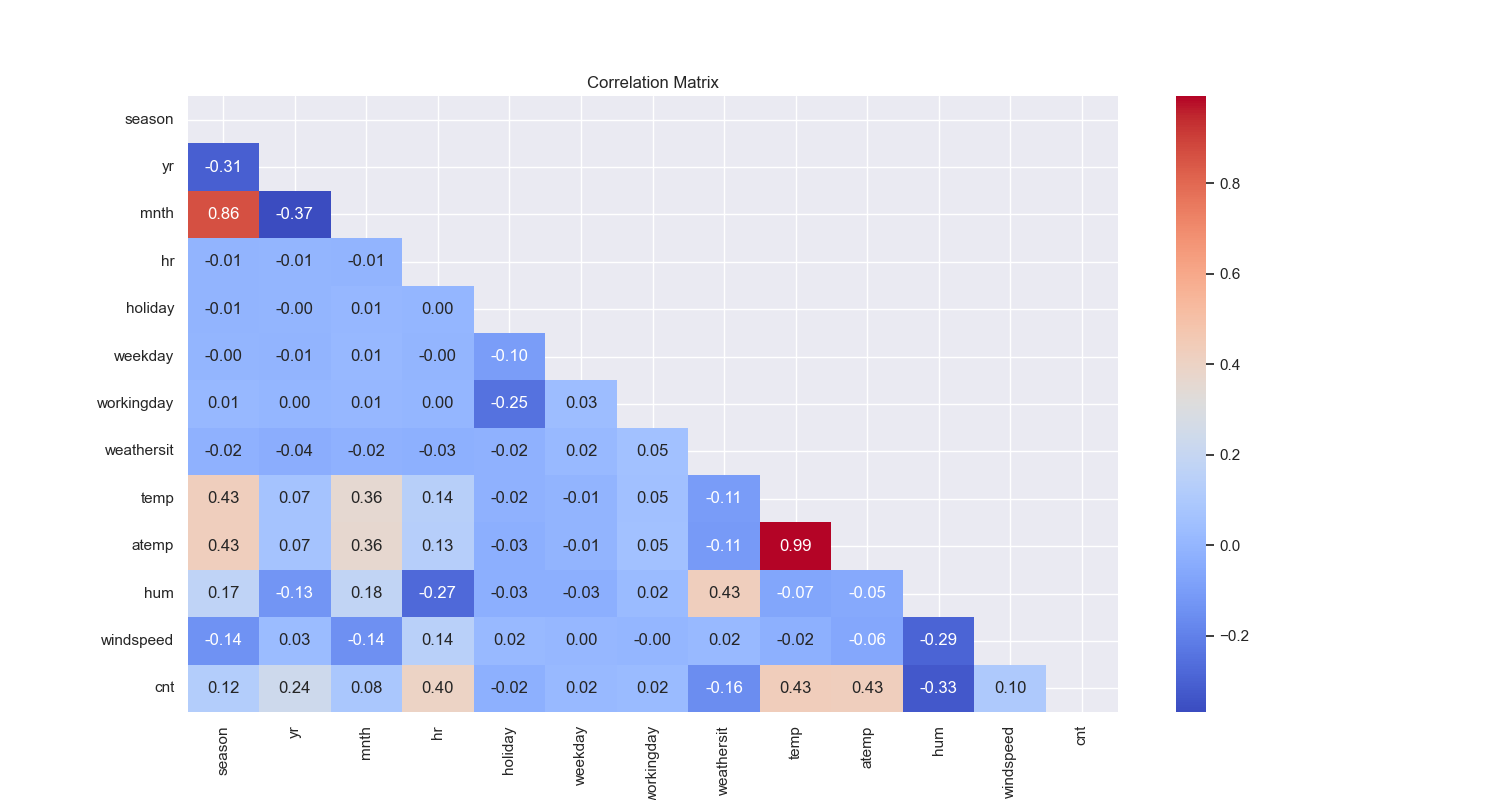 Correlation Matrix
season
yr -0.31
mnth 0.86 -0.37
hr -0.01 -0.01 -0.01
holiday -0.01 -0.00 0.01 0.00
weekday -0.00 -0.01 0.01 -0.00 -0.10
workingday 0.01 0.00 0.01 0.00 -0.25 0.03
weathersit -0.02 -0.04 -0.02 -0.03 -0.02 0.02 0.05
temp 0.43 0.07 0.36 0.14 -0.02 -0.01 0.05 -0.11
atemp 0.43 0.07 0.36 0.13 -0.03 -0.01 0.05 -0.11 0.99
hum 0.17 -0.13 0.18 -0.27 -0.03 -0.03 0.02 0.43 -0.07 -0.05
windspeed -0.14 0.03 -0.14 0.14 0.02 0.00 -0.00 0.02 -0.02 -0.06 -0.29
cnt 0.12 0.24 0.08 0.40 -0.02 0.02 0.02 -0.16 0.43 0.43 -0.33 0.10
season yr mnth hr holiday weekday workingday weathersit temp atemp hum windspeed cnt
0.8
0.6
0.4
0.2
0.0
−0.2